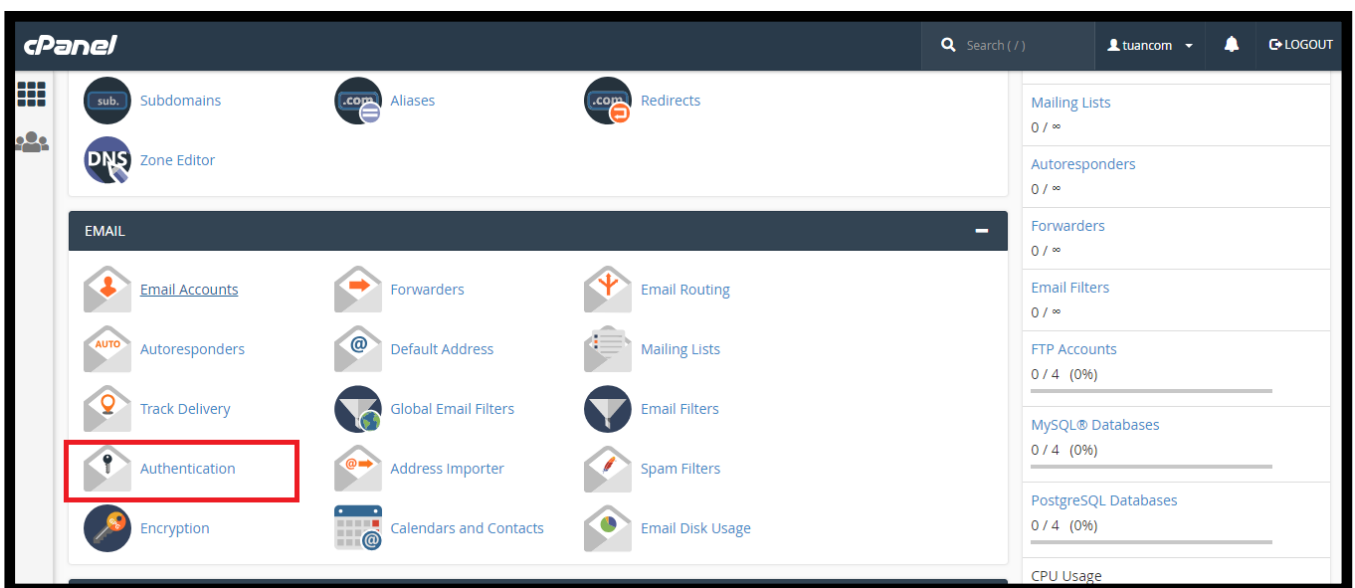 cPanel
Search ( / )
tuancom
LOGOUT
sub.
Subdomains
.com
Aliases
.com
Redirects
DNS
Zone Editor
EMAIL
Email Accounts
Forwarders
Email Routing
AUTO
Autoresponders
@
Default Address
Mailing Lists
Track Delivery
Global Email Filters
Email Filters
Authentication
@
Address Importer
Spam Filters
Encryption
@
Calendars and Contacts
Email Disk Usage
Mailing Lists
0 / ∞
Autoresponders
0 / ∞
Forwarders
0 / ∞
Email Filters
0 / ∞
FTP Accounts
0 / 4 (0%)
MySQL® Databases
0 / 4 (0%)
PostgreSQL Databases
0 / 4 (0%)
CPU Usage